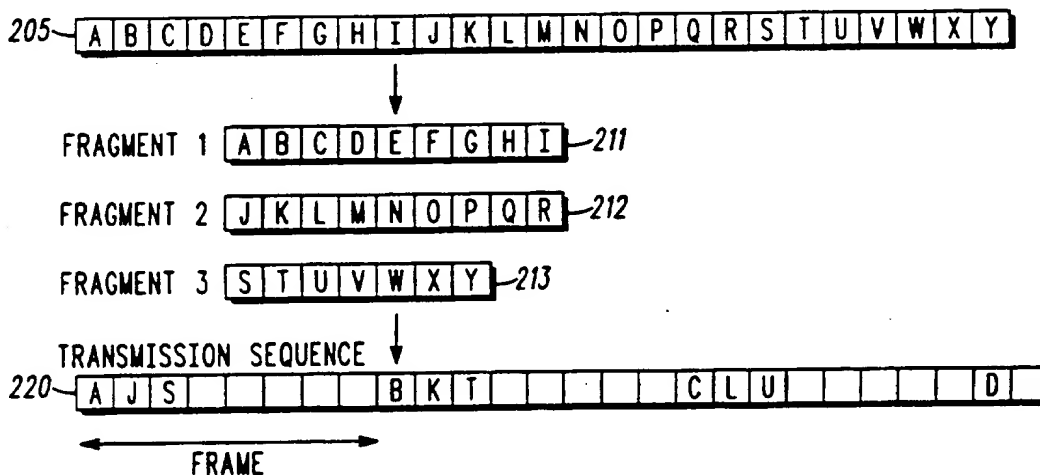 205 A B C D E F G H I J K L M N O P Q R S T U V W X Y
FRAGMENT 1 A B C D E F G H I 211
FRAGMENT 2 J K L M N O P Q R 212
FRAGMENT 3 S T U V W X Y 213
TRANSMISSION SEQUENCE
220 A J S B K T C L U D
FRAME